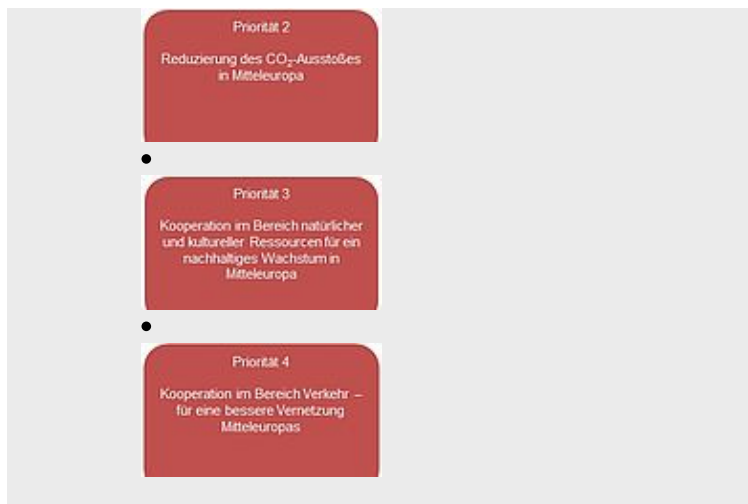 Priorität 2
Reduzierung des CO₂-Ausstoßes
in Mitteleuropa
Priorität 3
Kooperation im Bereich natürlicher
und kultureller Ressourcen für ein
nachhaltiges Wachstum in
Mitteleuropa
Priorität 4
Kooperation im Bereich Verkehr –
für eine bessere Vernetzung
Mitteleuropas